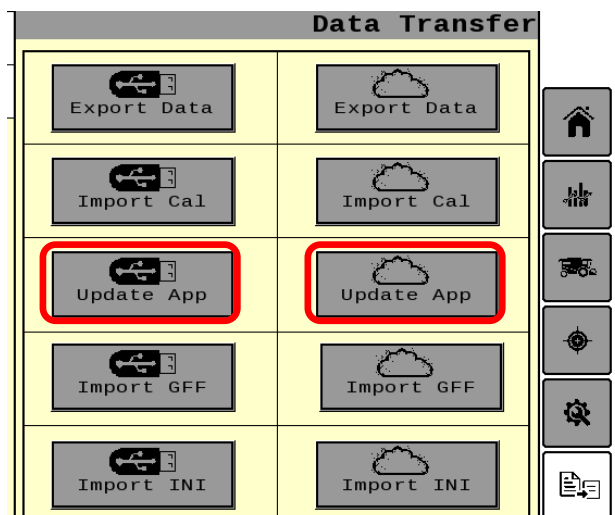 Data Transfer
Export Data
Export Data
Import Cal
Import Cal
Update App
Update App
Import GFF
Import GFF
Import INI
Import INI